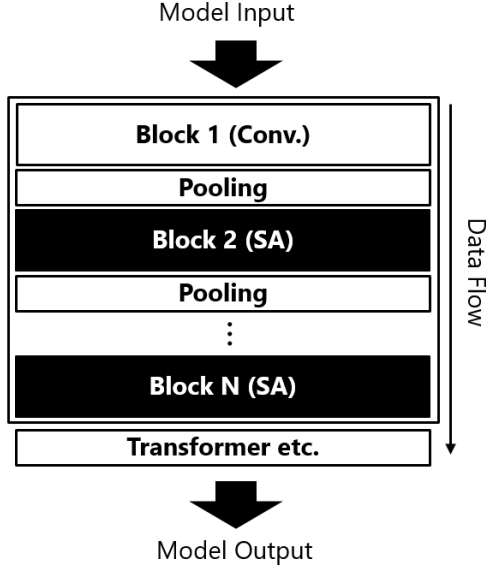 Model Input
Block 1 (Conv.)
Pooling
Block 2 (SA)
Pooling
⋮
Block N (SA)
Transformer etc.
Model Output
Data Flow